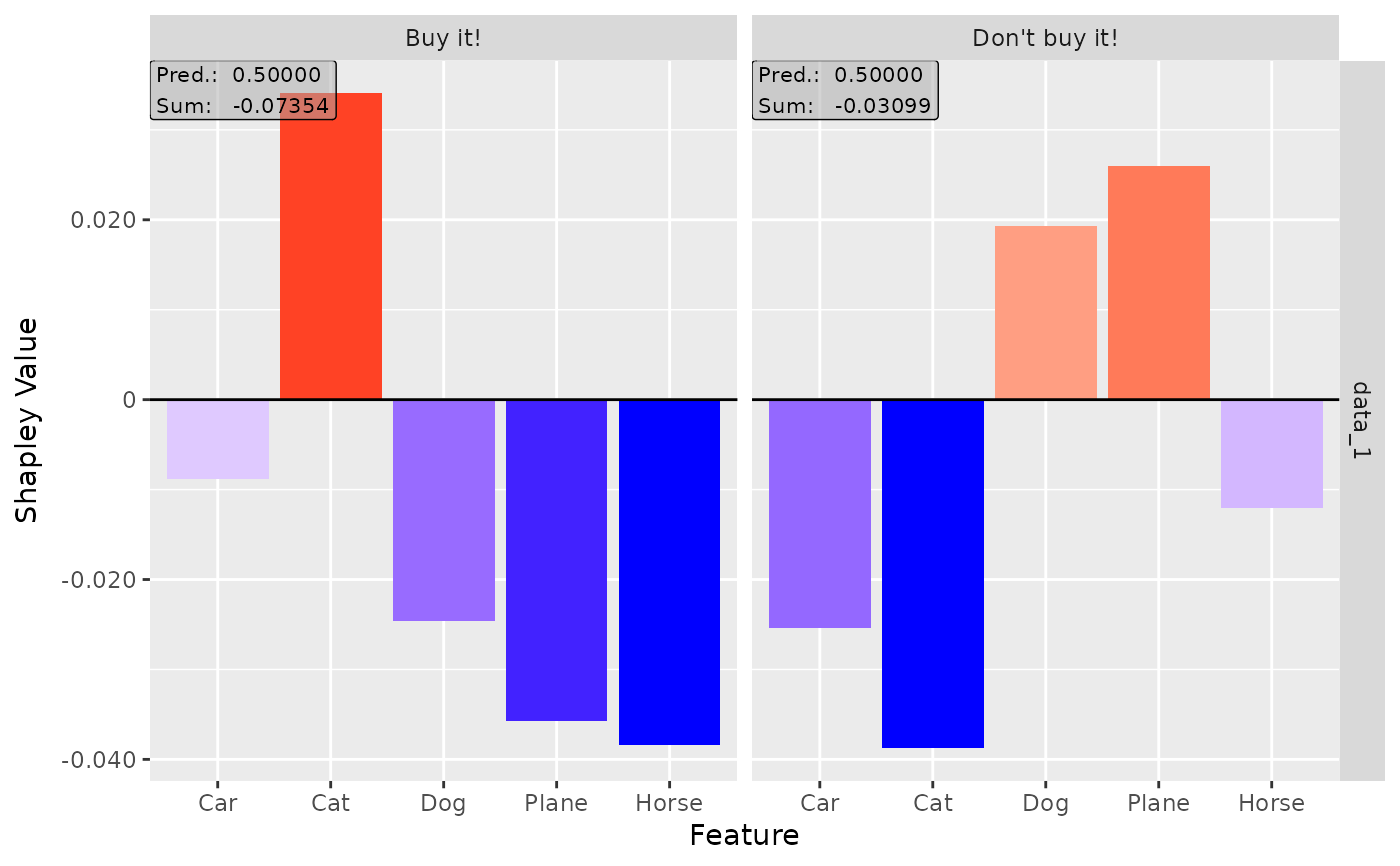 Buy it!
Don't buy it!
Pred.: 0.50000
Sum: -0.07354
Pred.: 0.50000
Sum: -0.03099
0.020
0
-0.020
-0.040
Shapley Value
data_1
Car Cat Dog Plane Horse
Car Cat Dog Plane Horse
Feature